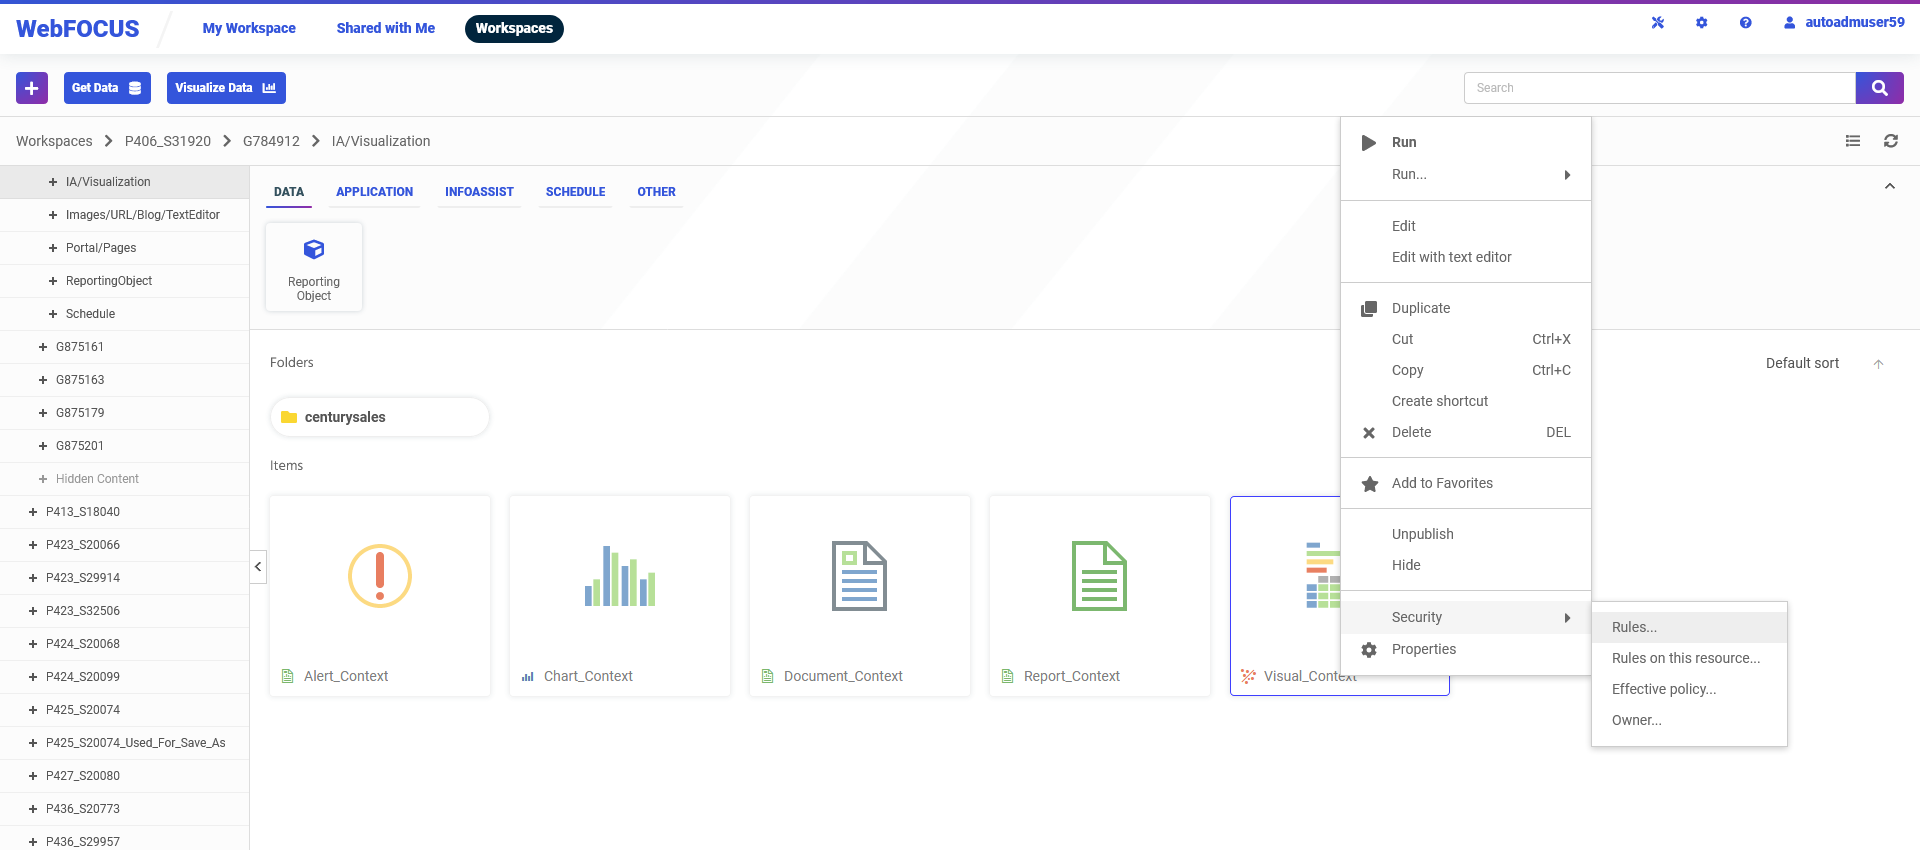 WebFOCUS
My Workspace
Shared with Me
Workspaces
autoadmuser59
Get Data
Visualize Data
Search
Workspaces
P406_S31920
G784912
IA/Visualization
IA/Visualization
Images/URL/Blog/TextEditor
Portal/Pages
ReportingObject
Schedule
G875161
G875163
G875179
G875201
Hidden Content
P413_S18040
P423_S20066
P423_S29914
P423_S32506
P424_S20068
P424_S20099
P425_S20074
P425_S20074_Used_For_Save_As
P427_S20080
P436_S20773
P436_S29957
DATA
APPLICATION
INFOASSIST
SCHEDULE
OTHER
Reporting
Object
Folders
Default sort
centurysales
Items
Alert_Context
Chart_Context
Document_Context
Report_Context
Visual_Context
Run
Run...
Edit
Edit with text editor
Duplicate
Cut Ctrl+X
Copy Ctrl+C
Create shortcut
Delete DEL
Add to Favorites
Unpublish
Hide
Security
Properties
Rules...
Rules on this resource...
Effective policy...
Owner...